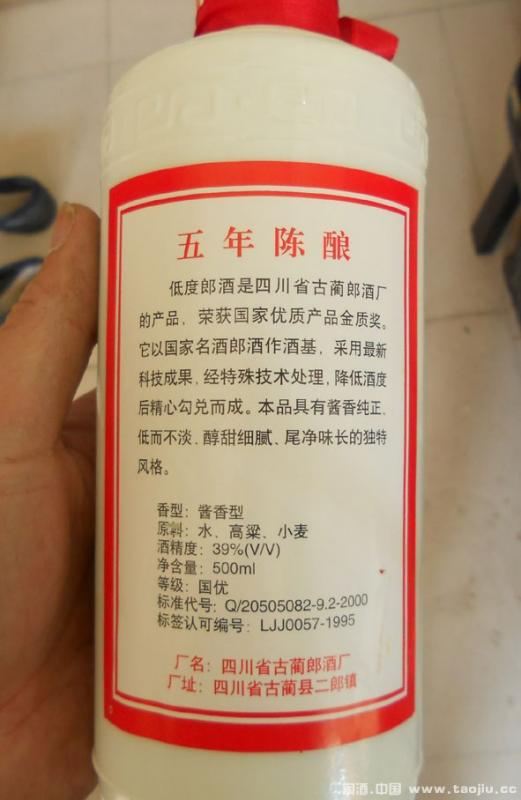 五年陈酿
低度郎酒是四川省古蔺郎酒厂
的产品，荣获国家优质产品金质奖。
它以国家名酒郎酒作酒基，采用最新
科技成果，经特殊技术处理，降低酒度
后精心勾兑而成。本品具有酱香纯正、
低而不淡、醇甜细腻、尾净味长的独特
风格。
香型：酱香型
原料：水、高粱、小麦
酒精度：39%(V/V)
净含量：500ml
等级：国优
标准代号：Q/20505082-9.2-2000
标签认可编号：LJJ0057-1995
厂名：四川省古蔺郎酒厂
厂址：四川省古蔺县二郎镇
酒.中国 www.taojiu.cc